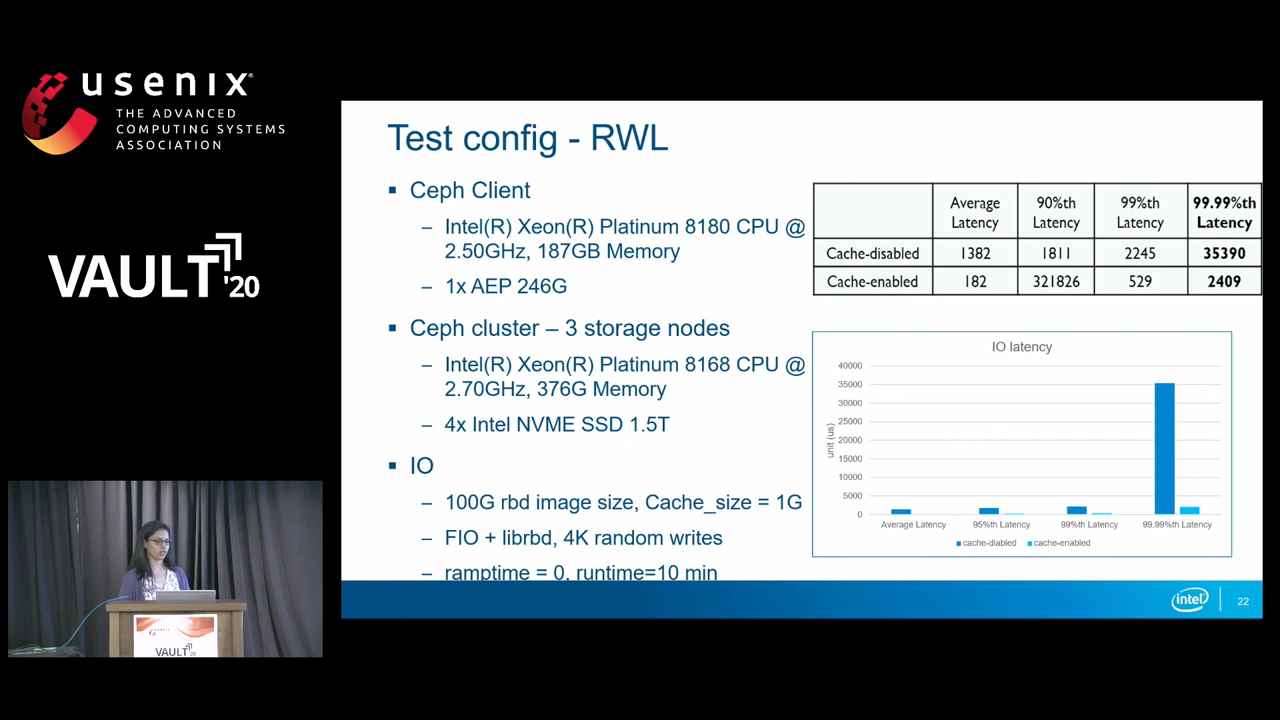 usenix®
THE ADVANCED
COMPUTING SYSTEMS
ASSOCIATION
VAULT '20
Test config - RWL
▪ Ceph Client
– Intel(R) Xeon(R) Platinum 8180 CPU @
2.50GHz, 187GB Memory
– 1x AEP 246G
▪ Ceph cluster – 3 storage nodes
– Intel(R) Xeon(R) Platinum 8168 CPU @
2.70GHz, 376G Memory
– 4x Intel NVME SSD 1.5T
▪ IO
– 100G rbd image size, Cache_size = 1G
– FIO + librbd, 4K random writes
– ramptime = 0, runtime=10 min
Average Latency 90%th Latency 99%th Latency 99.99%th Latency
Cache-disabled 1382 1811 2245 35390
Cache-enabled 182 321826 529 2409
IO latency
unit (us)
40000
35000
30000
25000
20000
15000
10000
5000
0
Average Latency 95%th Latency 99%th Latency 99.99%th Latency
cache-diabled cache-enabled
intel 22
usenix
VAULT '20